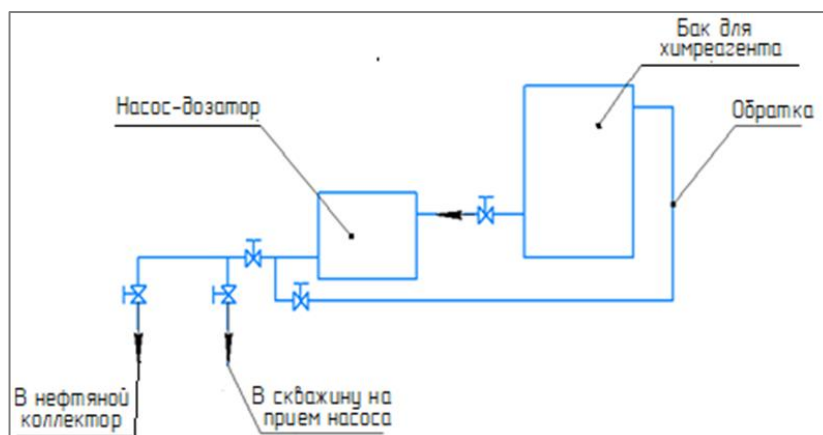 Бак для
химреагента
Насос-дозатор
Обратка
В нефтяной
коллектор
В скважину на
прием насоса